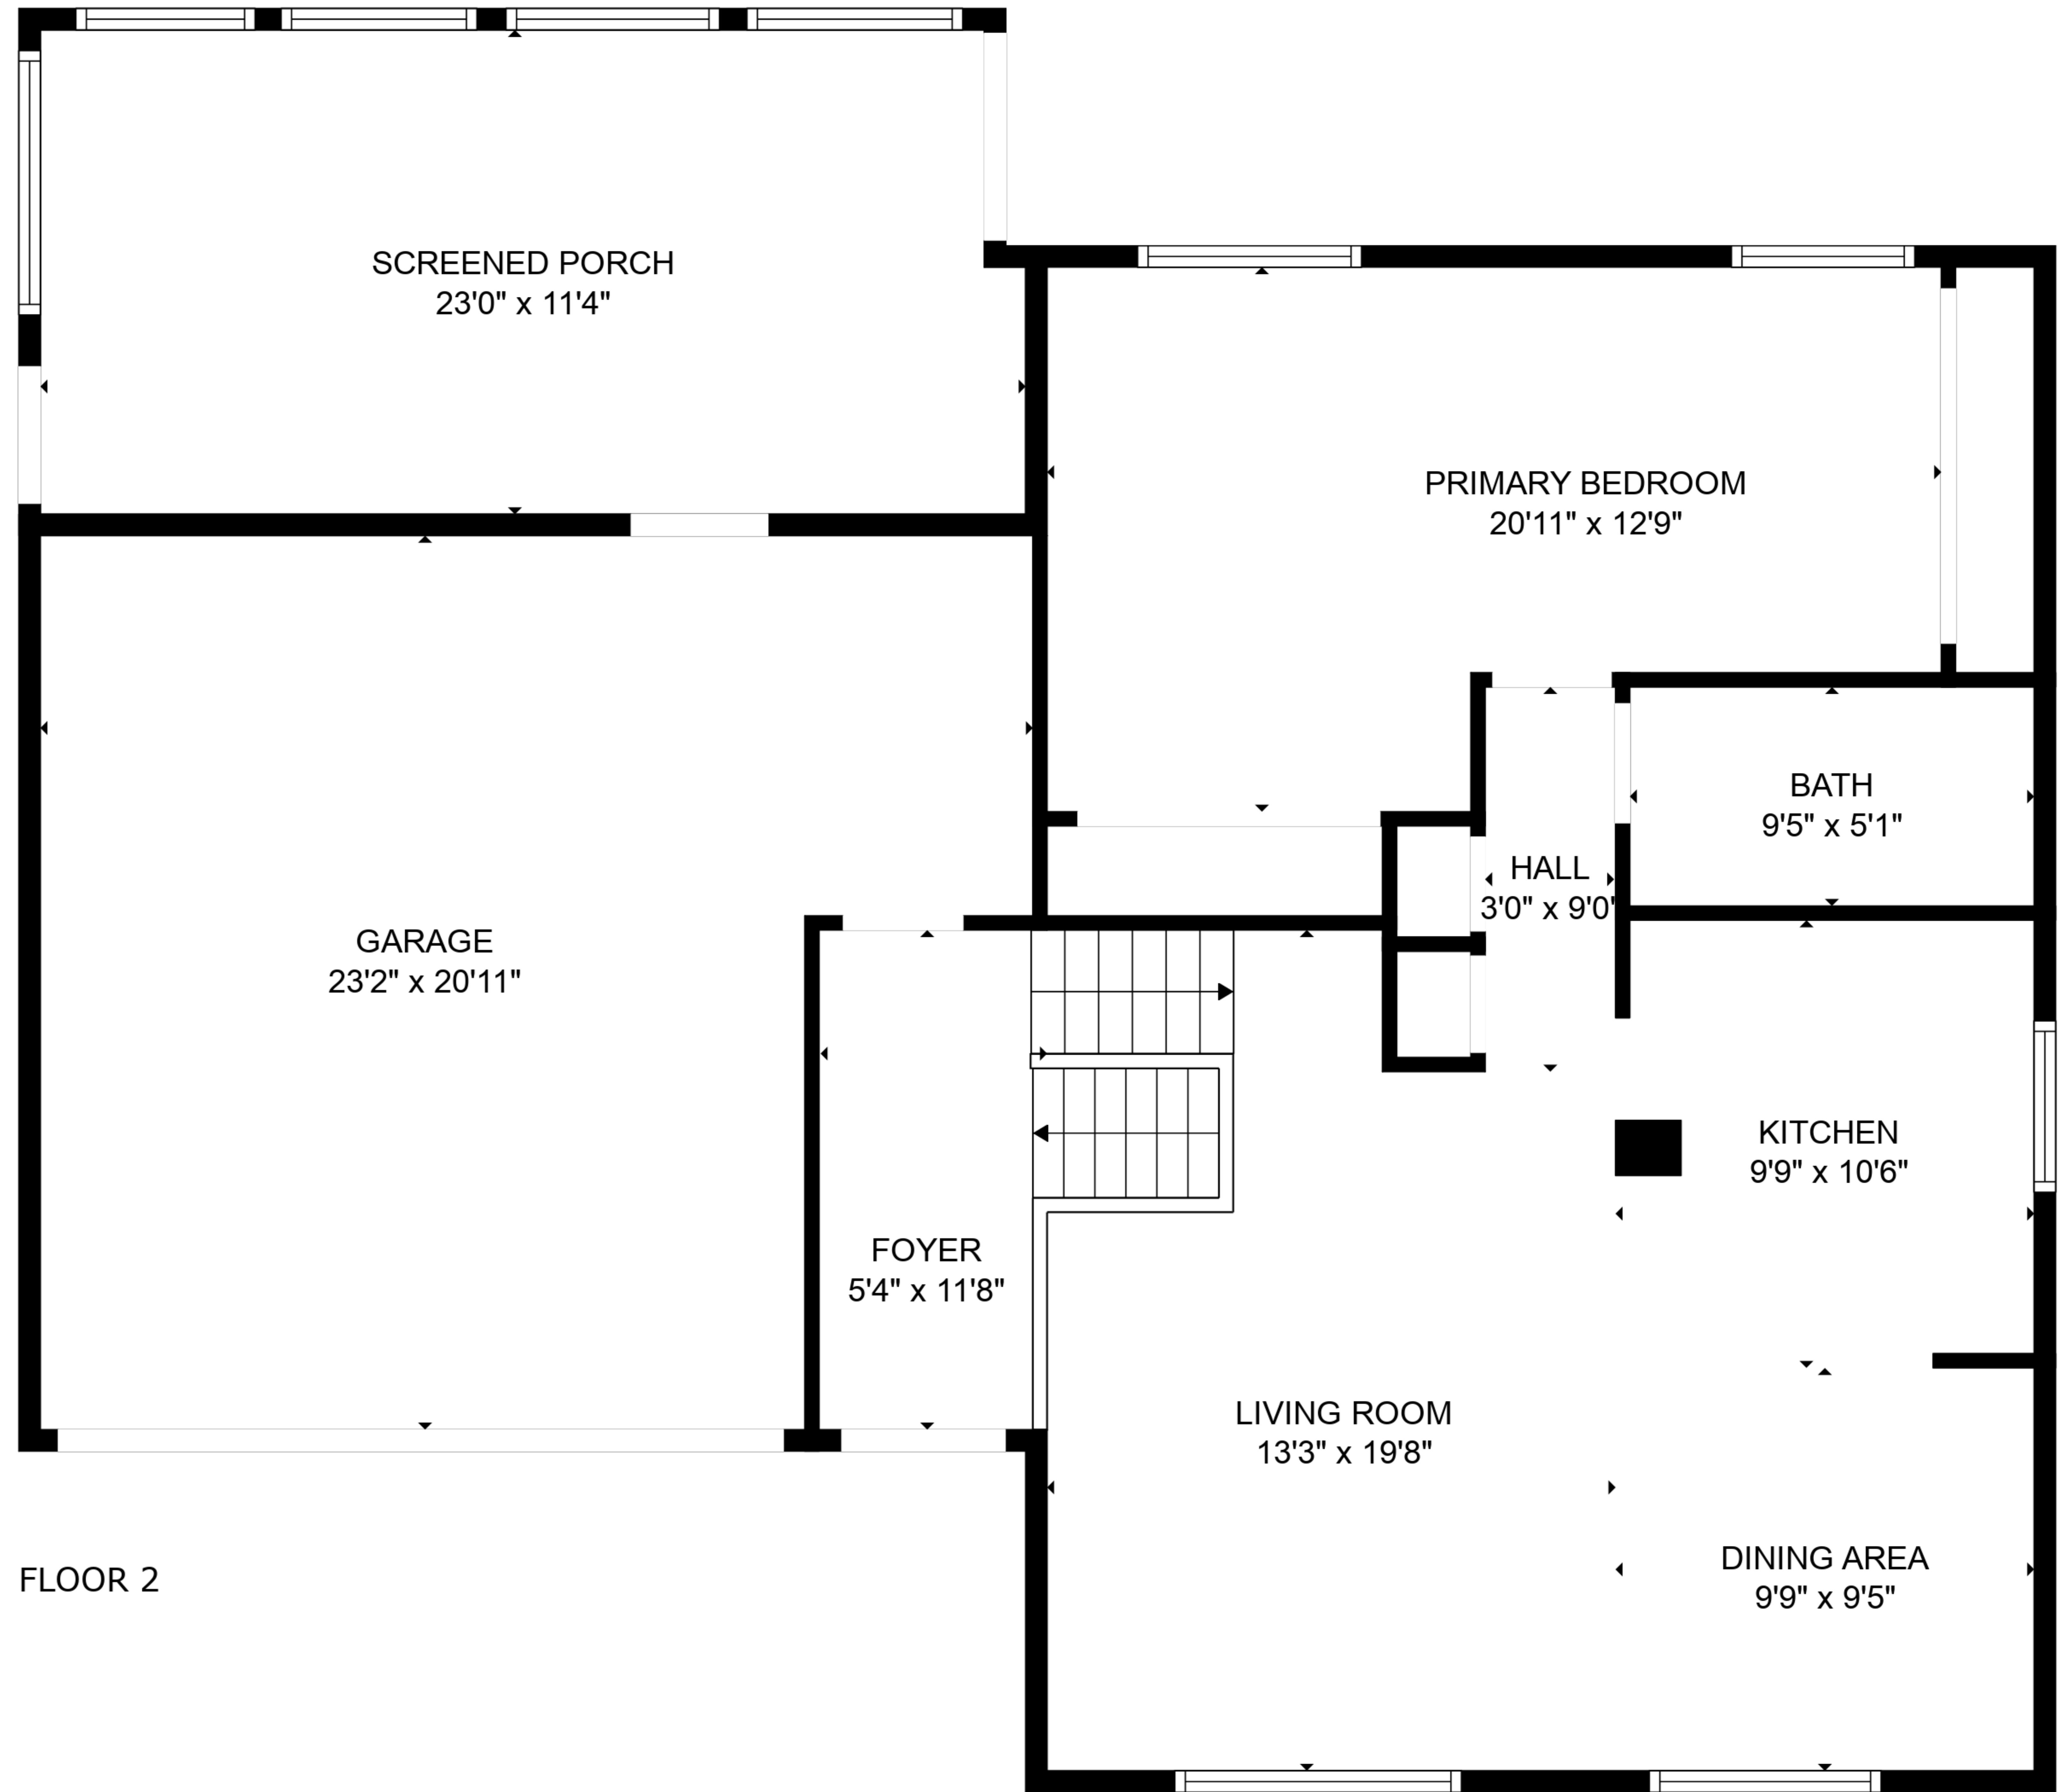 SCREENED PORCH
23'0" x 11'4"
PRIMARY BEDROOM
20'11" x 12'9"
BATH
9'5" x 5'1"
HALL
3'0" x 9'0"
GARAGE
23'2" x 20'11"
KITCHEN
9'9" x 10'6"
FOYER
5'4" x 11'8"
LIVING ROOM
13'3" x 19'8"
DINING AREA
9'9" x 9'5"
FLOOR 2